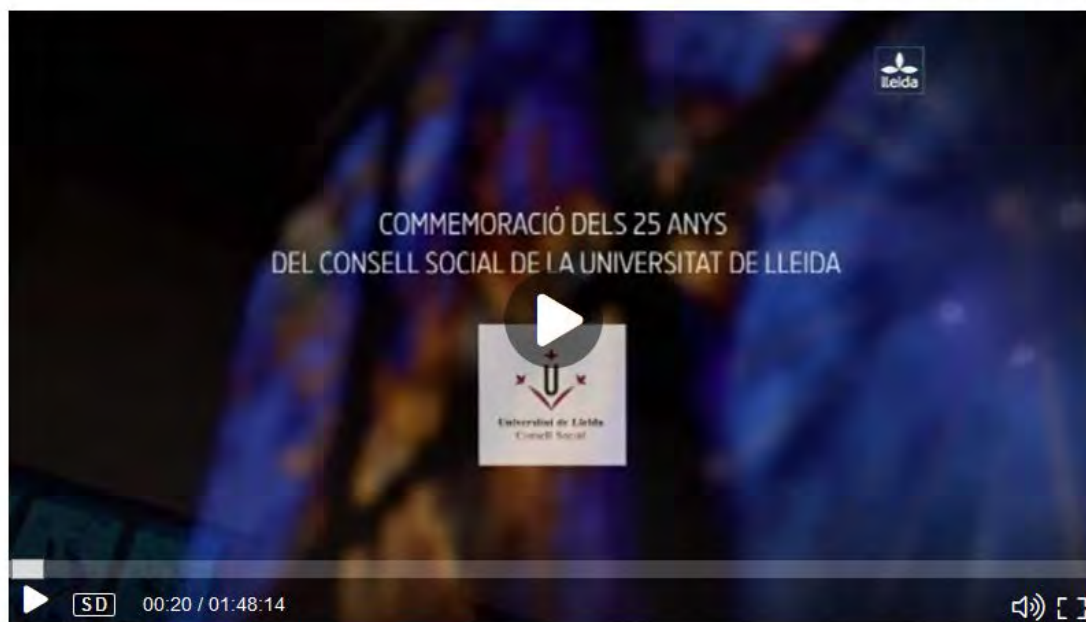 lleida
COMMEMORACIÓ DELS 25 ANYS
DEL CONSELL SOCIAL DE LA UNIVERSITAT DE LLEIDA
U
Universitat de Lleida
Consell Social
SD 00:20 / 01:48:14